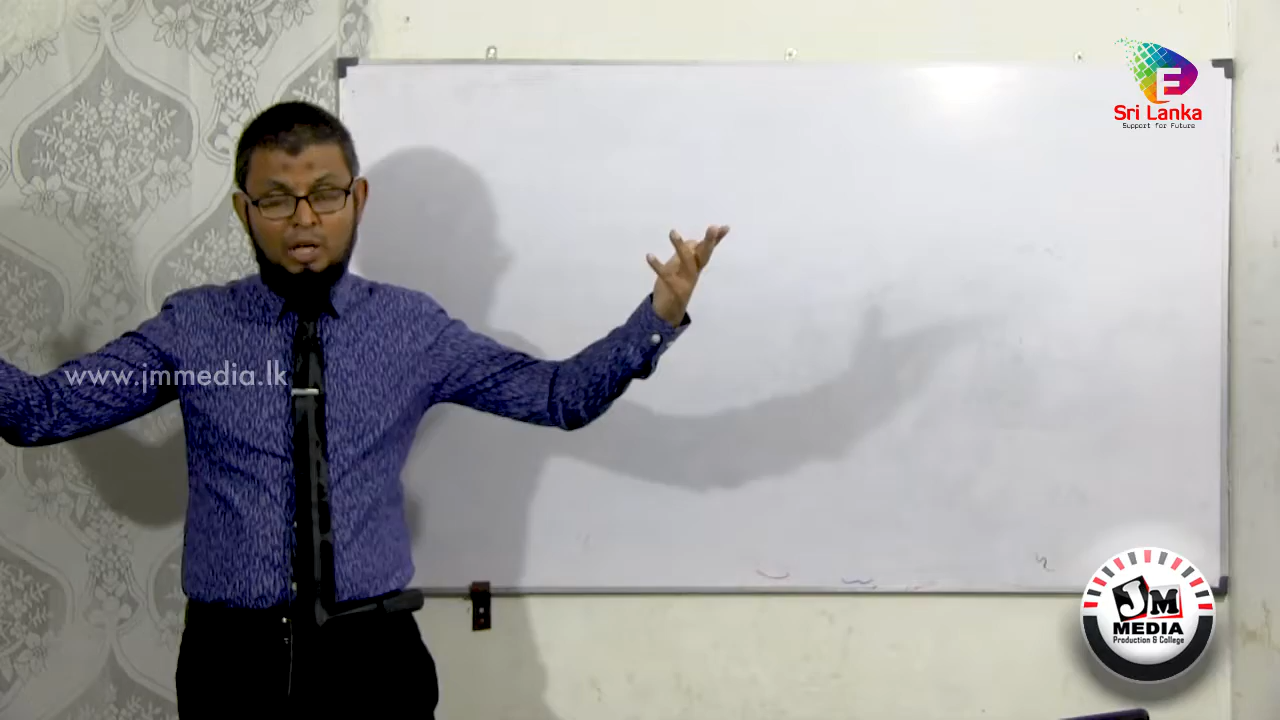 E
Sri Lanka
Support for Future
www.jmmedia.lk
JM
MEDIA
Production & College